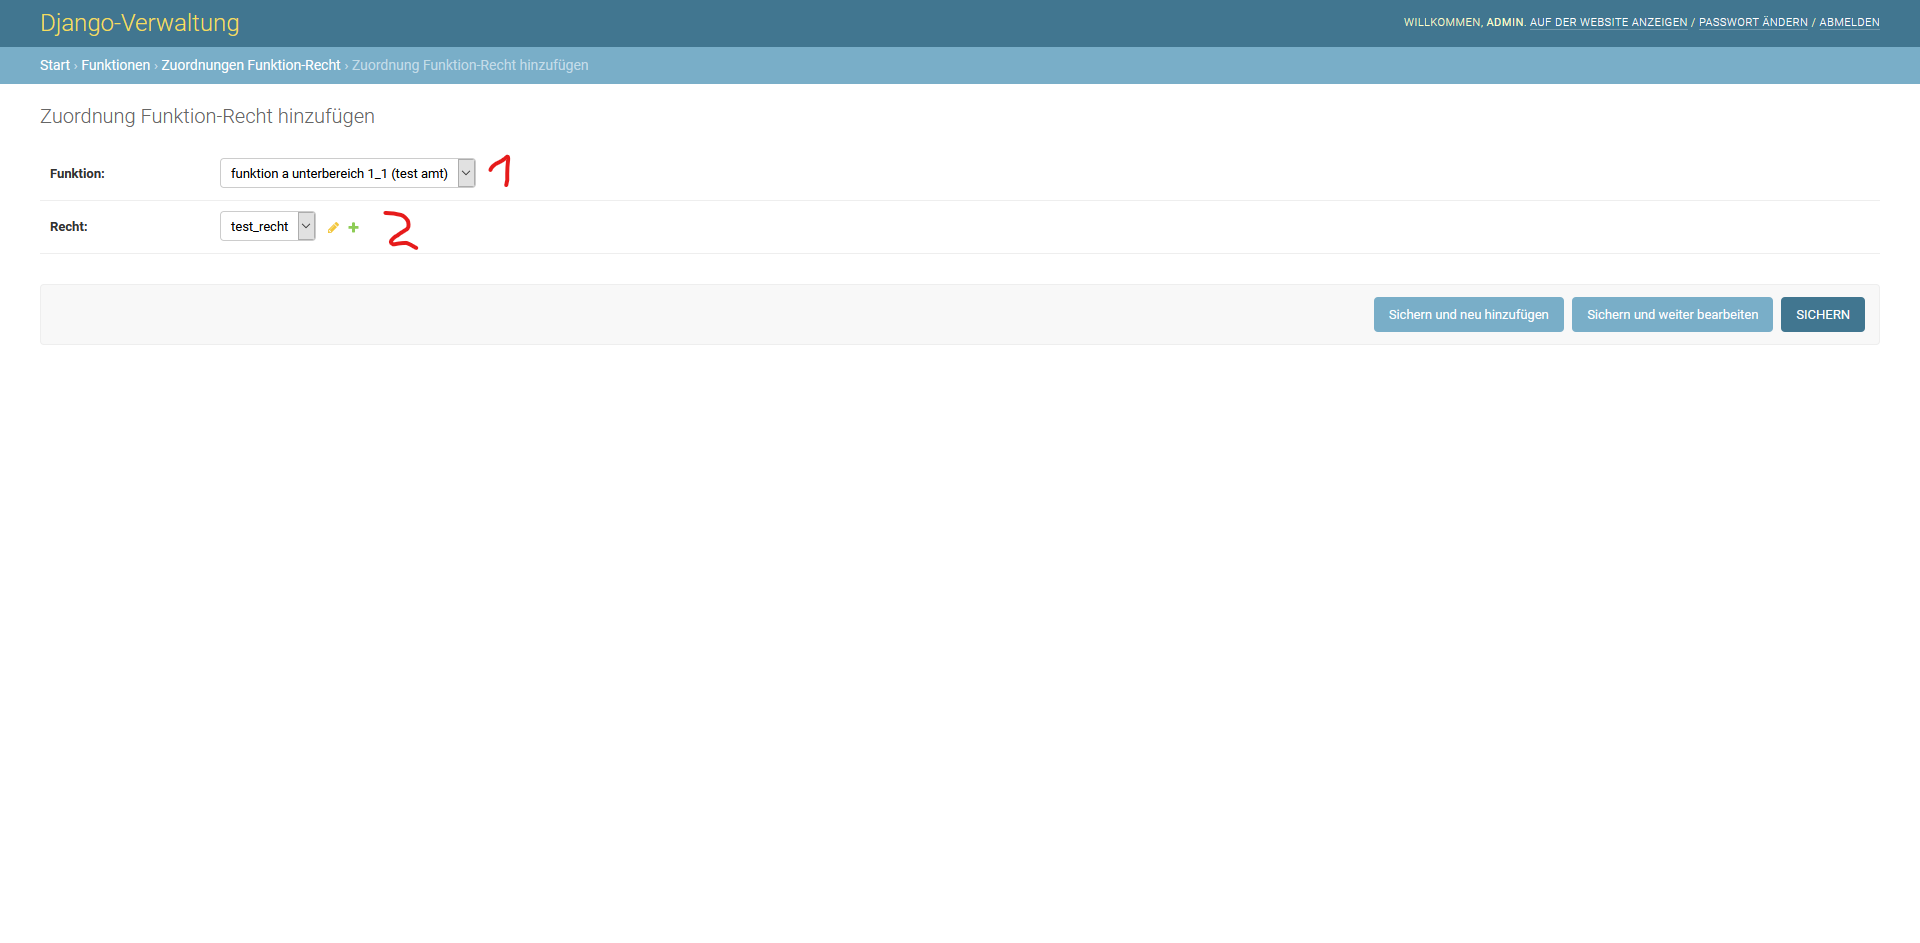 Django-Verwaltung
WILLKOMMEN, ADMIN. AUF DER WEBSITE ANZEIGEN / PASSWORT ÄNDERN / ABMELDEN
Start › Funktionen › Zuordnungen Funktion-Recht › Zuordnung Funktion-Recht hinzufügen
Zuordnung Funktion-Recht hinzufügen
Funktion: funktion a unterbereich 1_1 (test amt) 1
Recht: test_recht 2
Sichern und neu hinzufügen Sichern und weiter bearbeiten SICHERN